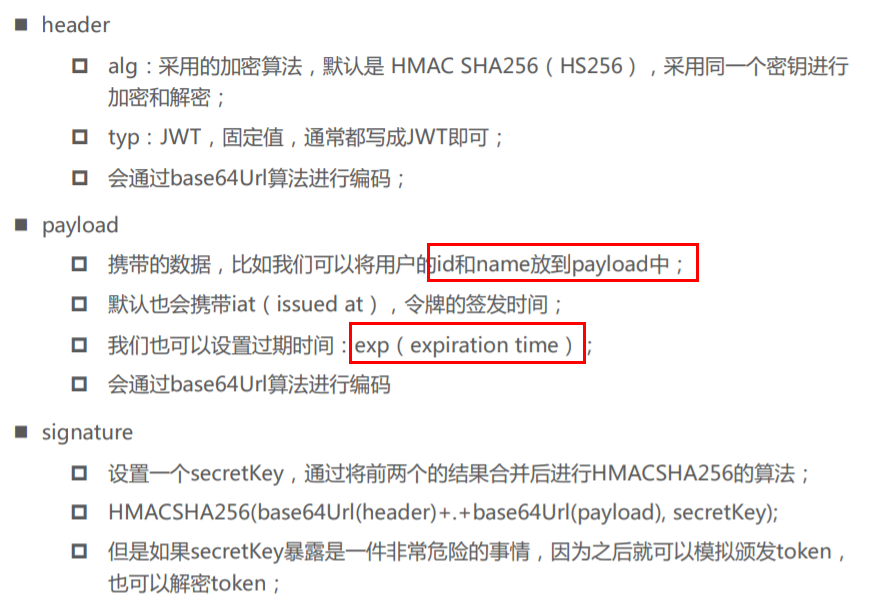 header
alg：采用的加密算法，默认是 HMAC SHA256（HS256），采用同一个密钥进行
加密和解密；
typ：JWT，固定值，通常都写成JWT即可；
会通过base64Url算法进行编码；
payload
携带的数据，比如我们可以将用户的id和name放到payload中；
默认也会携带iat（issued at），令牌的签发时间；
我们也可以设置过期时间：exp（expiration time）；
会通过base64Url算法进行编码
signature
设置一个secretKey，通过将前两个的结果合并后进行HMACSHA256的算法；
HMACSHA256(base64Url(header)+.+base64Url(payload), secretKey);
但是如果secretKey暴露是一件非常危险的事情，因为之后就可以模拟颁发token，
也可以解密token；